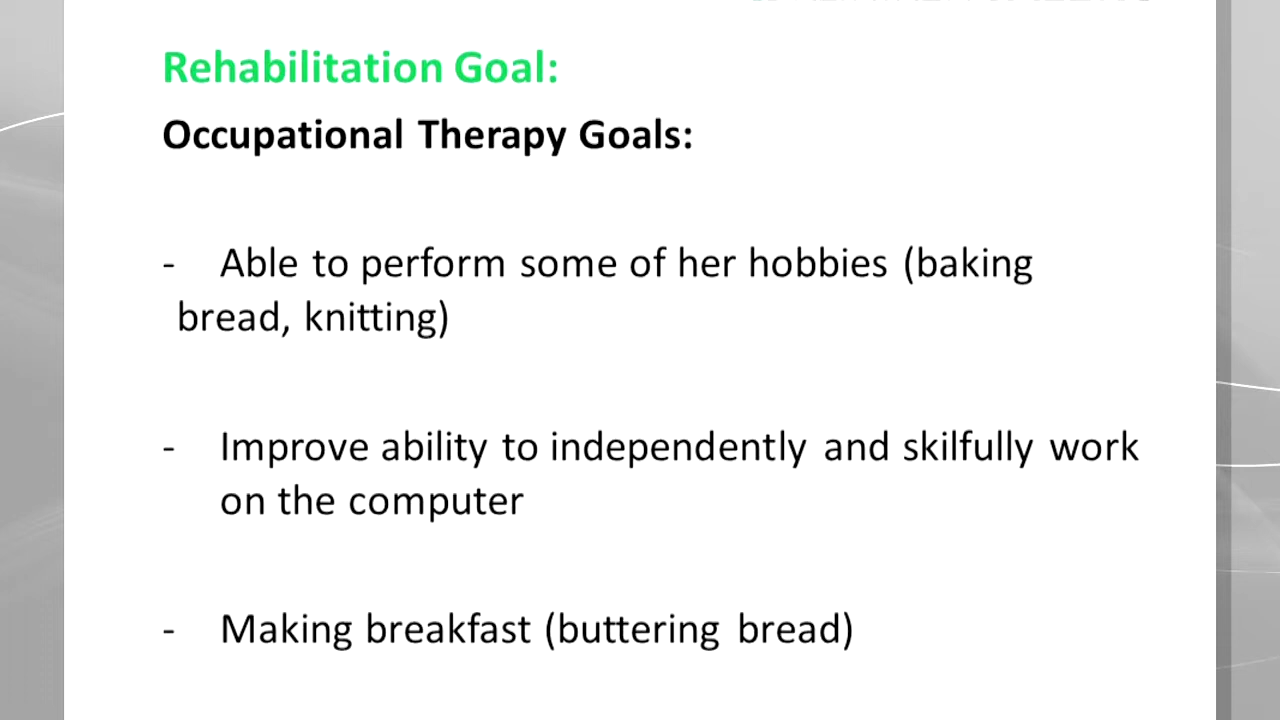 Rehabilitation Goal:
Occupational Therapy Goals:
- Able to perform some of her hobbies (baking
bread, knitting)
- Improve ability to independently and skilfully work
on the computer
- Making breakfast (buttering bread)